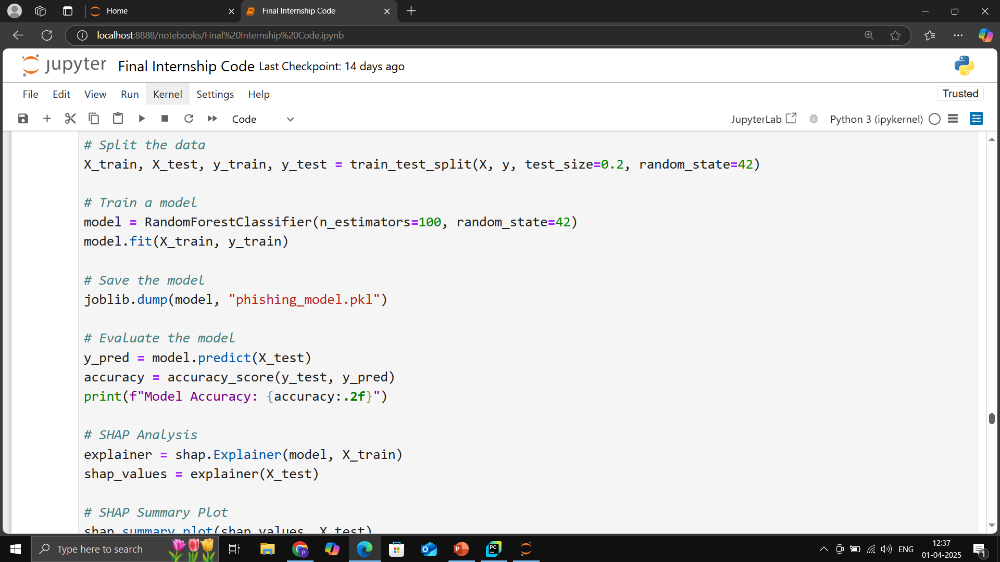 Home
Final Internship Code
localhost:8888/notebooks/Final%20Internship%20Code.ipynb
jupyter Final Internship Code Last Checkpoint: 14 days ago
File Edit View Run Kernel Settings Help
Trusted
Code
JupyterLab
Python 3 (ipykernel)
# Split the data
X_train, X_test, y_train, y_test = train_test_split(X, y, test_size=0.2, random_state=42)
# Train a model
model = RandomForestClassifier(n_estimators=100, random_state=42)
model.fit(X_train, y_train)
# Save the model
joblib.dump(model, "phishing_model.pkl")
# Evaluate the model
y_pred = model.predict(X_test)
accuracy = accuracy_score(y_test, y_pred)
print(f"Model Accuracy: {accuracy:.2f}")
# SHAP Analysis
explainer = shap.Explainer(model, X_train)
shap_values = explainer(X_test)
# SHAP Summary Plot
shap.summary_plot(shap_values, X_test)
Type here to search
P
O
P
PC
ENG
12:37
01-04-2025
1